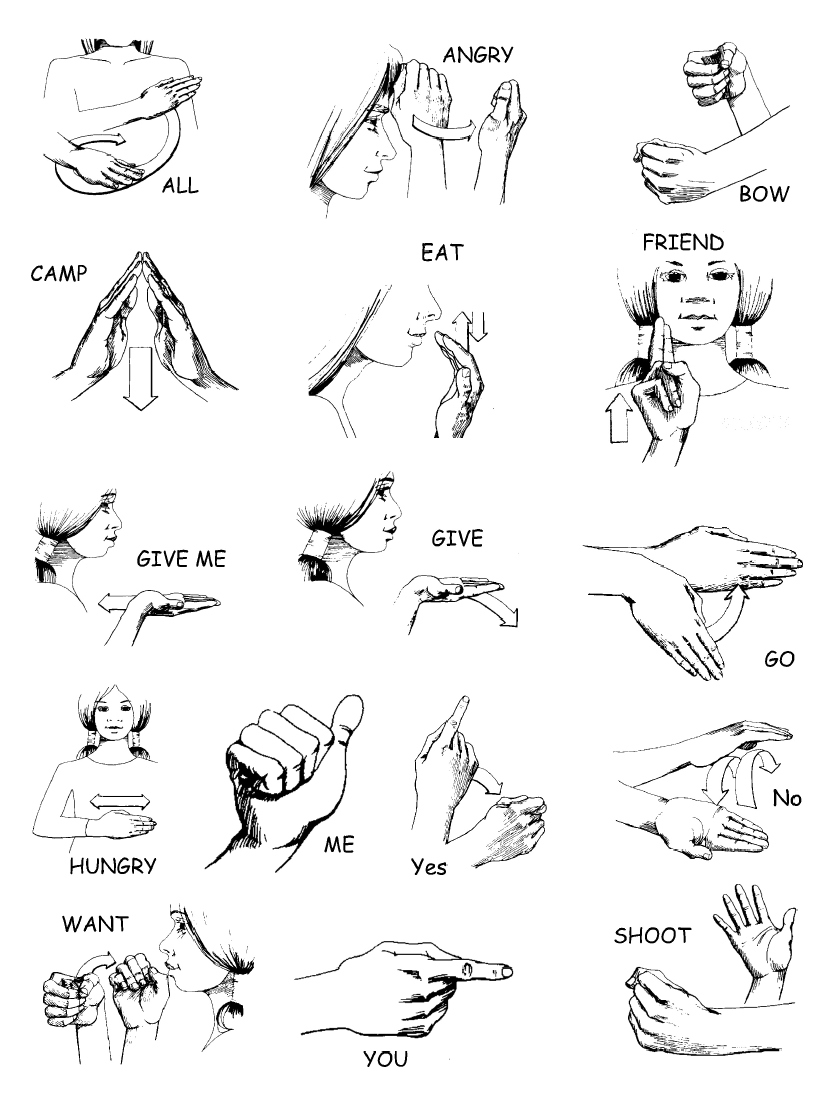 ALL
ANGRY
BOW
CAMP
EAT
FRIEND
GIVE ME
GIVE
GO
HUNGRY
ME
Yes
No
WANT
YOU
SHOOT